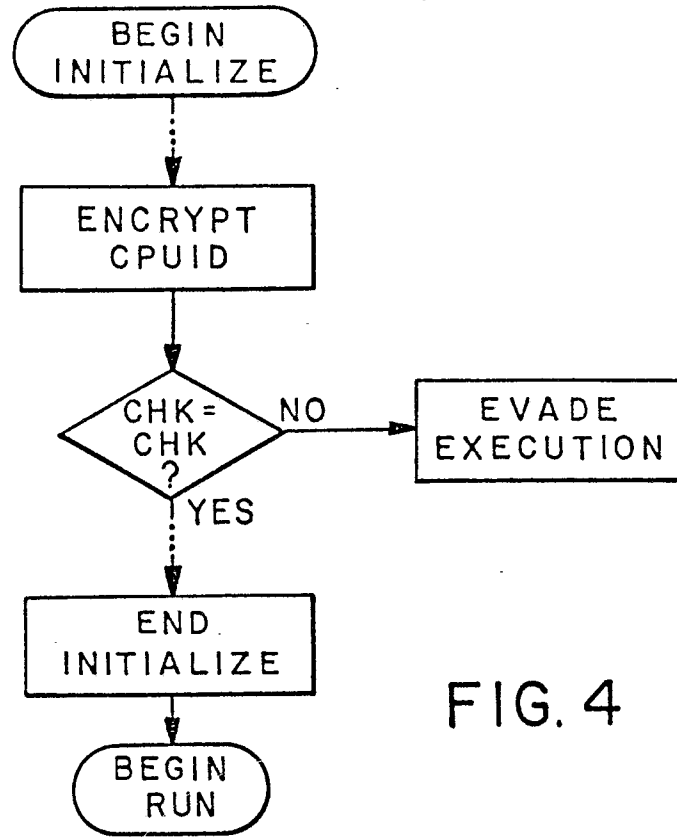 BEGIN
INITIALIZE
ENCRYPT
CPUID
CHK=
CHK
?
NO
EVADE
EXECUTION
YES
END
INITIALIZE
BEGIN
RUN
FIG. 4